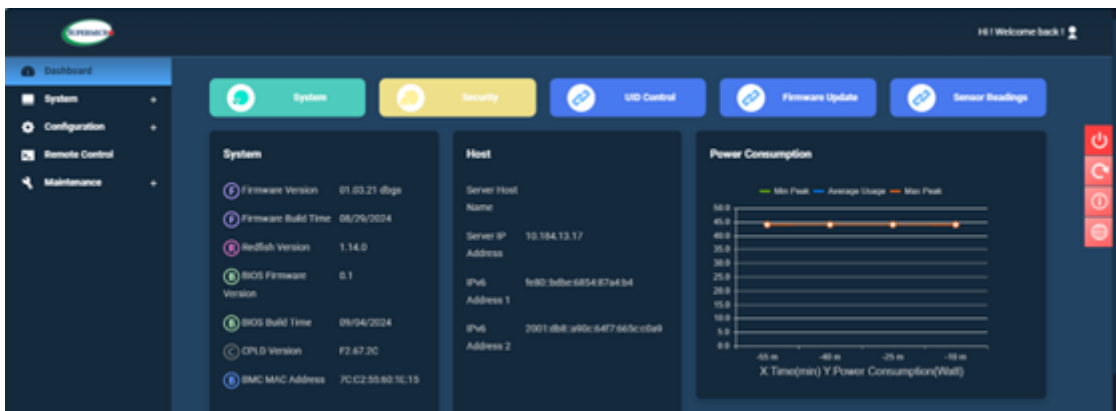 SUPERMICR
Hi ! Welcome back !
Dashboard
System +
Configuration +
Remote Control
Maintenance +
System
Security
UID Control
Firmware Update
Sensor Readings
System
Firmware Version 01.03.21 dbgs
Firmware Build Time 08/29/2024
Redfish Version 1.14.0
BIOS Firmware 0.1
Version
BIOS Build Time 09/04/2024
CPLD Version F2.67.2C
BMC MAC Address 7C:C2:55:60:1E:15
Host
Server Host
Name
Server IP 10.184.13.17
Address
IPv6 fe80::bdbe:6854:87a4:b4
Address 1
IPv6 2001:db8::a90c:64f7:665c:c0a9
Address 2
Power Consumption
Min Peak Average Usage Max Peak
50.0
45.0
40.0
35.0
30.0
25.0
20.0
15.0
10.0
5.0
0.0
-55 m -40 m -25 m -10 m
X Time(min) Y Power Consumption(Watt)